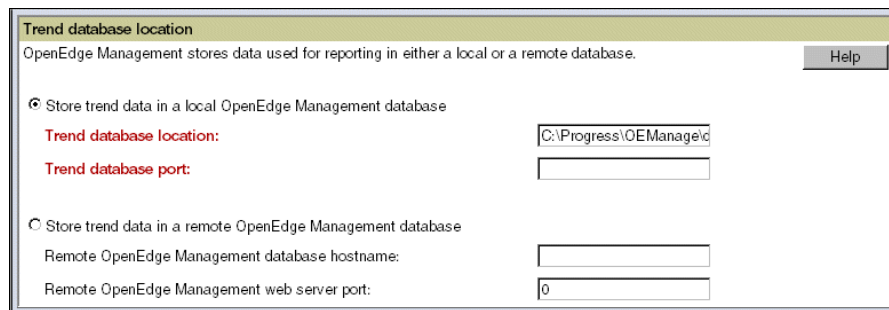 Trend database location
OpenEdge Management stores data used for reporting in either a local or a remote database.
Help
Store trend data in a local OpenEdge Management database
Trend database location: C:\Progress\OEManage\
Trend database port:
Store trend data in a remote OpenEdge Management database
Remote OpenEdge Management database hostname:
Remote OpenEdge Management web server port: 0